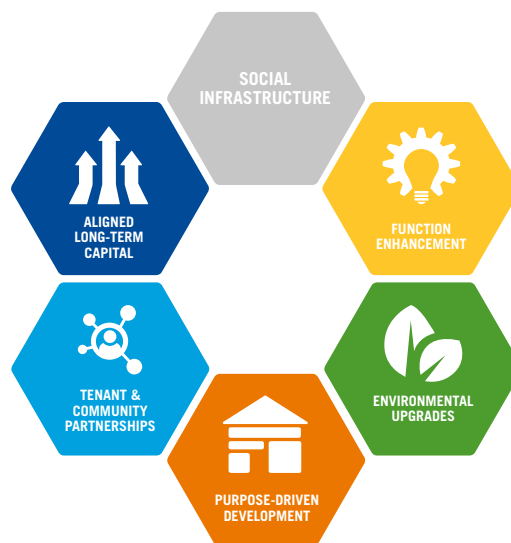 SOCIAL
INFRASTRUCTURE
ALIGNED
LONG-TERM
CAPITAL
FUNCTION
ENHANCEMENT
TENANT &
COMMUNITY
PARTNERSHIPS
ENVIRONMENTAL
UPGRADES
PURPOSE-DRIVEN
DEVELOPMENT